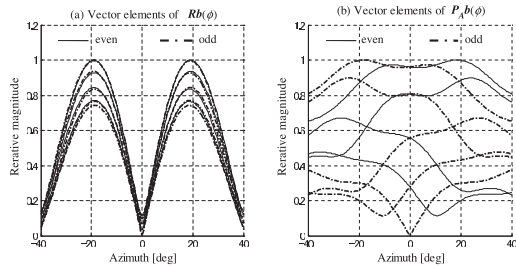 (a) Vector elements of Rb(ϕ)
1.2
even
odd
1
0.8
0.6
0.4
0.2
0
Rerative magnitude
−40 −20 0 20 40
Azimuth [deg]
(b) Vector elements of P_A b(ϕ)
1.2
even
odd
1
0.8
0.6
0.4
0.2
0
Rerative magnitude
−40 −20 0 20 40
Azimuth [deg]